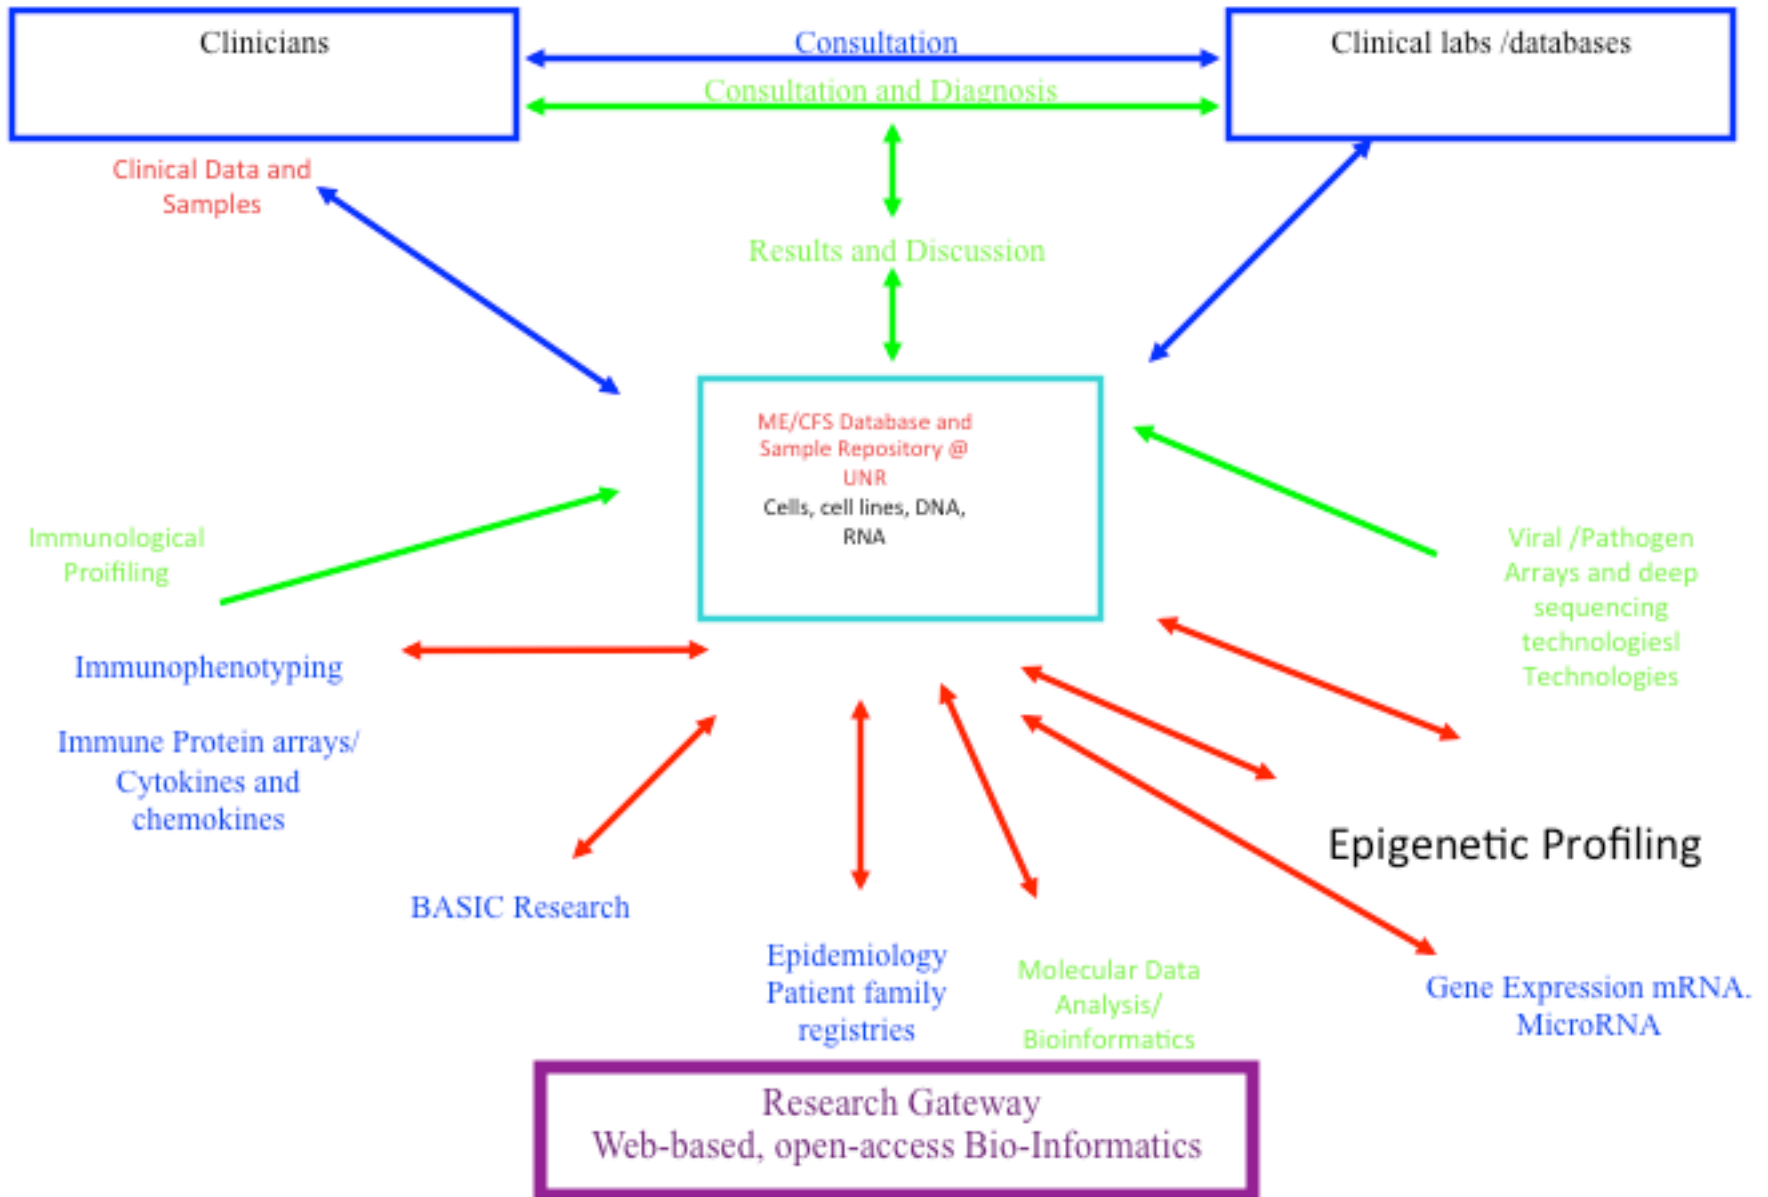 Clinicians
Consultation
Clinical labs /databases
Consultation and Diagnosis
Clinical Data and
Samples
Results and Discussion
ME/CFS Database and
Sample Repository @
UNR
Cells, cell lines, DNA,
RNA
Immunological
Proifiling
Viral /Pathogen
Arrays and deep
sequencing
technologiesl
Technologies
Immunophenotyping
Immune Protein arrays/
Cytokines and
chemokines
Epigenetic Profiling
BASIC Research
Epidemiology
Patient family
registries
Molecular Data
Analysis/
Bioinformatics
Gene Expression mRNA.
MicroRNA
Research Gateway
Web-based, open-access Bio-Informatics